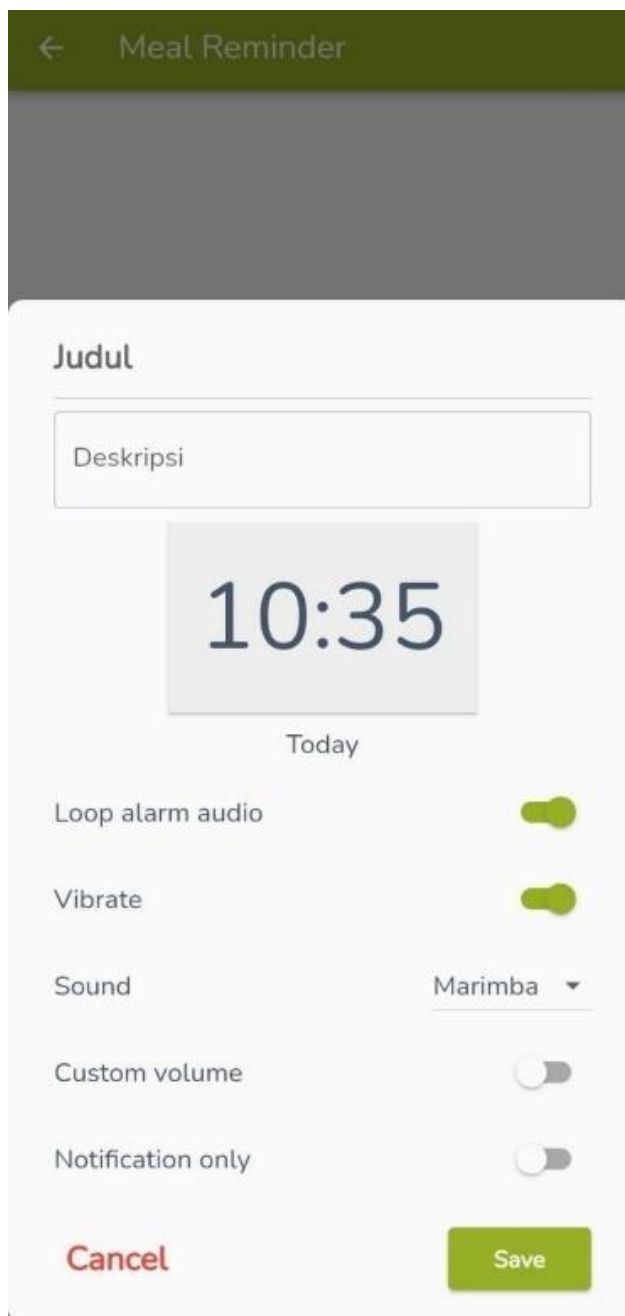 Meal Reminder
Judul
Deskripsi
10:35
Today
Loop alarm audio
Vibrate
Sound Marimba
Custom volume
Notification only
Cancel Save